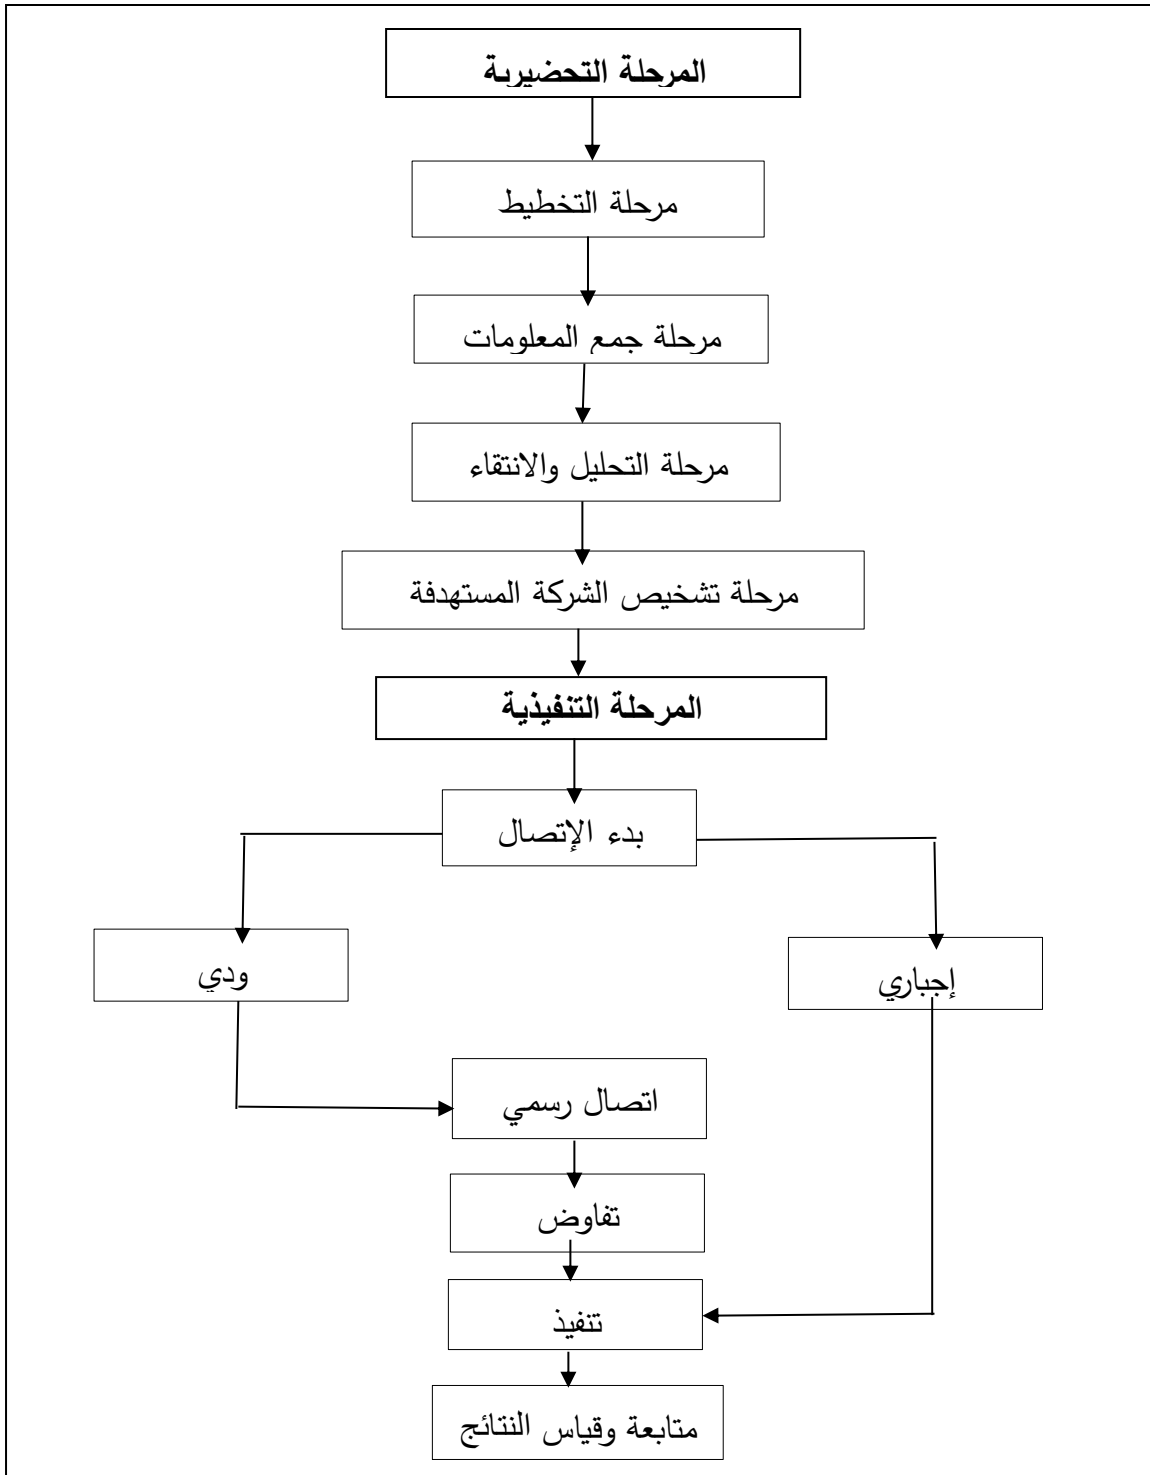 المرحلة التحضيرية
مرحلة التخطيط
مرحلة جمع المعلومات
مرحلة التحليل والانتقاء
مرحلة تشخيص الشركة المستهدفة
المرحلة التنفيذية
بدء الإتصال
إجباري
ودي
اتصال رسمي
تفاوض
تنفيذ
متابعة وقياس النتائج